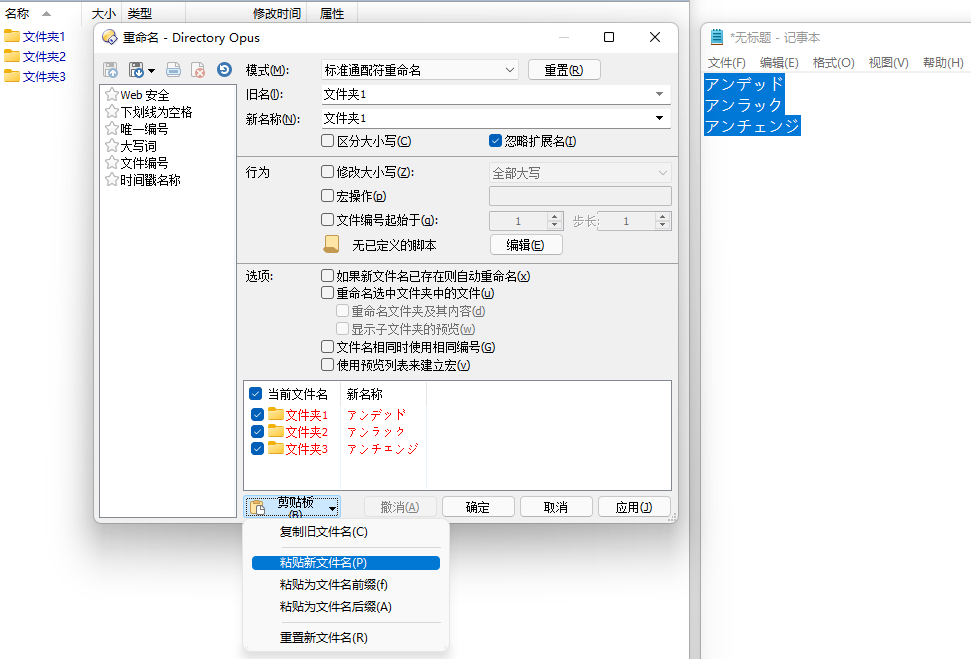 名称 大小 类型 修改时间 属性
文件夹1
文件夹2
文件夹3
重命名 - Directory Opus
模式(M): 标准通配符重命名 重置(R)
旧名(I): 文件夹1
新名称(N): 文件夹1
区分大小写(C) 忽略扩展名(I)
Web 安全
下划线为空格
唯一编号
大写词
文件编号
时间戳名称
行为 修改大小写(Z): 全部大写
宏操作(p)
文件编号起始于(q): 1 步长: 1
无已定义的脚本 编辑(E)
选项: 如果新文件名已存在则自动重命名(x)
重命名选中文件夹中的文件(u)
重命名文件夹及其内容(d)
显示子文件夹的预览(w)
文件名相同时使用相同编号(G)
使用预览列表来建立宏(v)
当前文件名 新名称
文件夹1 アンデッド
文件夹2 アンラック
文件夹3 アンチェンジ
剪贴板(B) 撤消(A) 确定 取消 应用(J)
复制旧文件名(C)
粘贴新文件名(P)
粘贴为文件名前缀(f)
粘贴为文件名后缀(A)
重置新文件名(R)
*无标题 - 记事本
文件(F) 编辑(E) 格式(O) 视图(V) 帮助(H)
アンデッド
アンラック
アンチェンジ